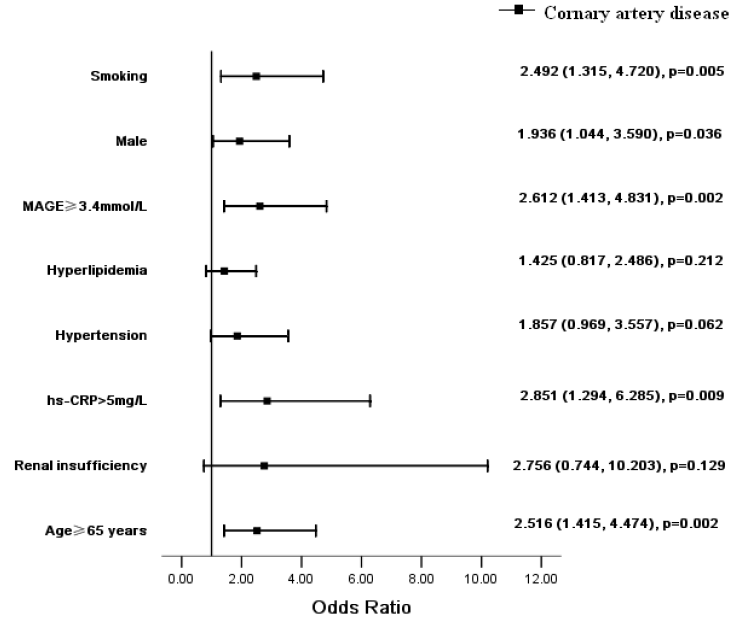 Cornary artery disease
Smoking 2.492 (1.315, 4.720), p=0.005
Male 1.936 (1.044, 3.590), p=0.036
MAGE≥3.4mmol/L 2.612 (1.413, 4.831), p=0.002
Hyperlipidemia 1.425 (0.817, 2.486), p=0.212
Hypertension 1.857 (0.969, 3.557), p=0.062
hs-CRP>5mg/L 2.851 (1.294, 6.285), p=0.009
Renal insufficiency 2.756 (0.744, 10.203), p=0.129
Age≥65 years 2.516 (1.415, 4.474), p=0.002
0.00 2.00 4.00 6.00 8.00 10.00 12.00
Odds Ratio